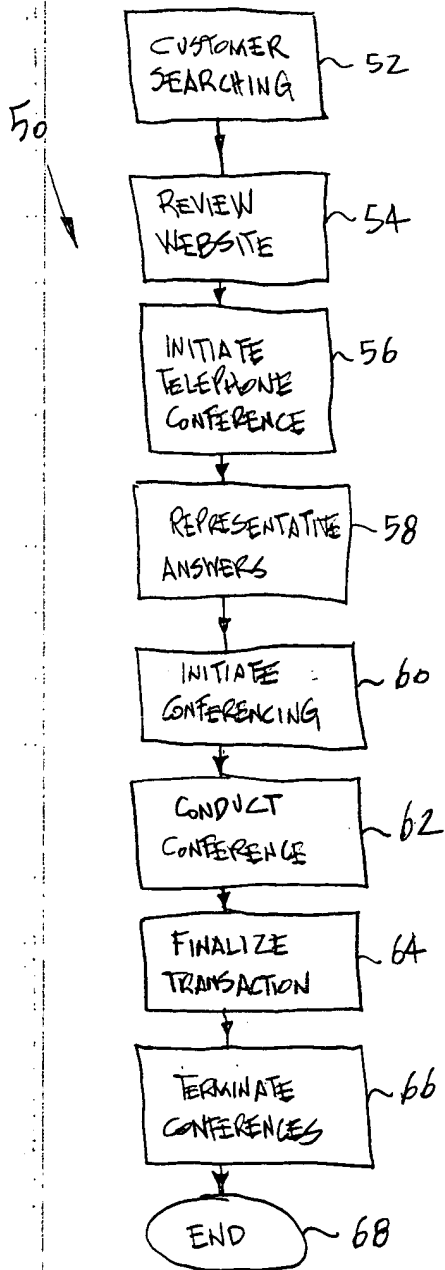 CUSTOMER
SEARCHING
52
50
REVIEW
WEBSITE
54
INITIATE
TELEPHONE
CONFERENCE
56
REPRESENTATIVE
ANSWERS
58
INITIATE
CONFERENCING
60
CONDUCT
CONFERENCE
62
FINALIZE
TRANSACTION
64
TERMINATE
CONFERENCES
66
END
68